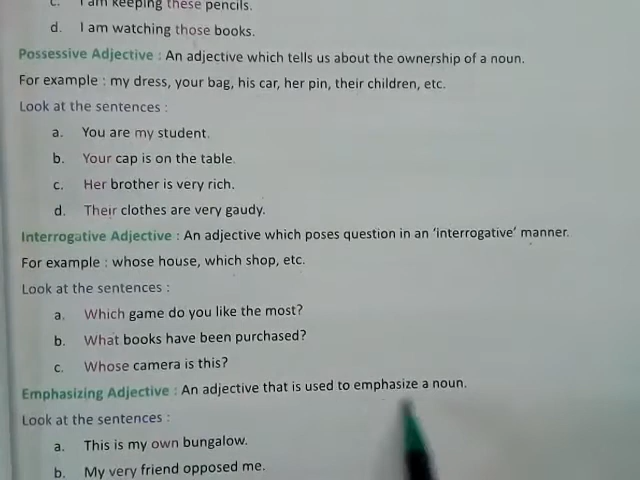 c. I am keeping these pencils.
d. I am watching those books.
Possessive Adjective : An adjective which tells us about the ownership of a noun.
For example : my dress, your bag, his car, her pin, their children, etc.
Look at the sentences :
a. You are my student.
b. Your cap is on the table.
c. Her brother is very rich.
d. Their clothes are very gaudy.
Interrogative Adjective : An adjective which poses question in an ‘interrogative’ manner.
For example : whose house, which shop, etc.
Look at the sentences :
a. Which game do you like the most?
b. What books have been purchased?
c. Whose camera is this?
Emphasizing Adjective : An adjective that is used to emphasize a noun.
Look at the sentences :
a. This is my own bungalow.
b. My very friend opposed me.